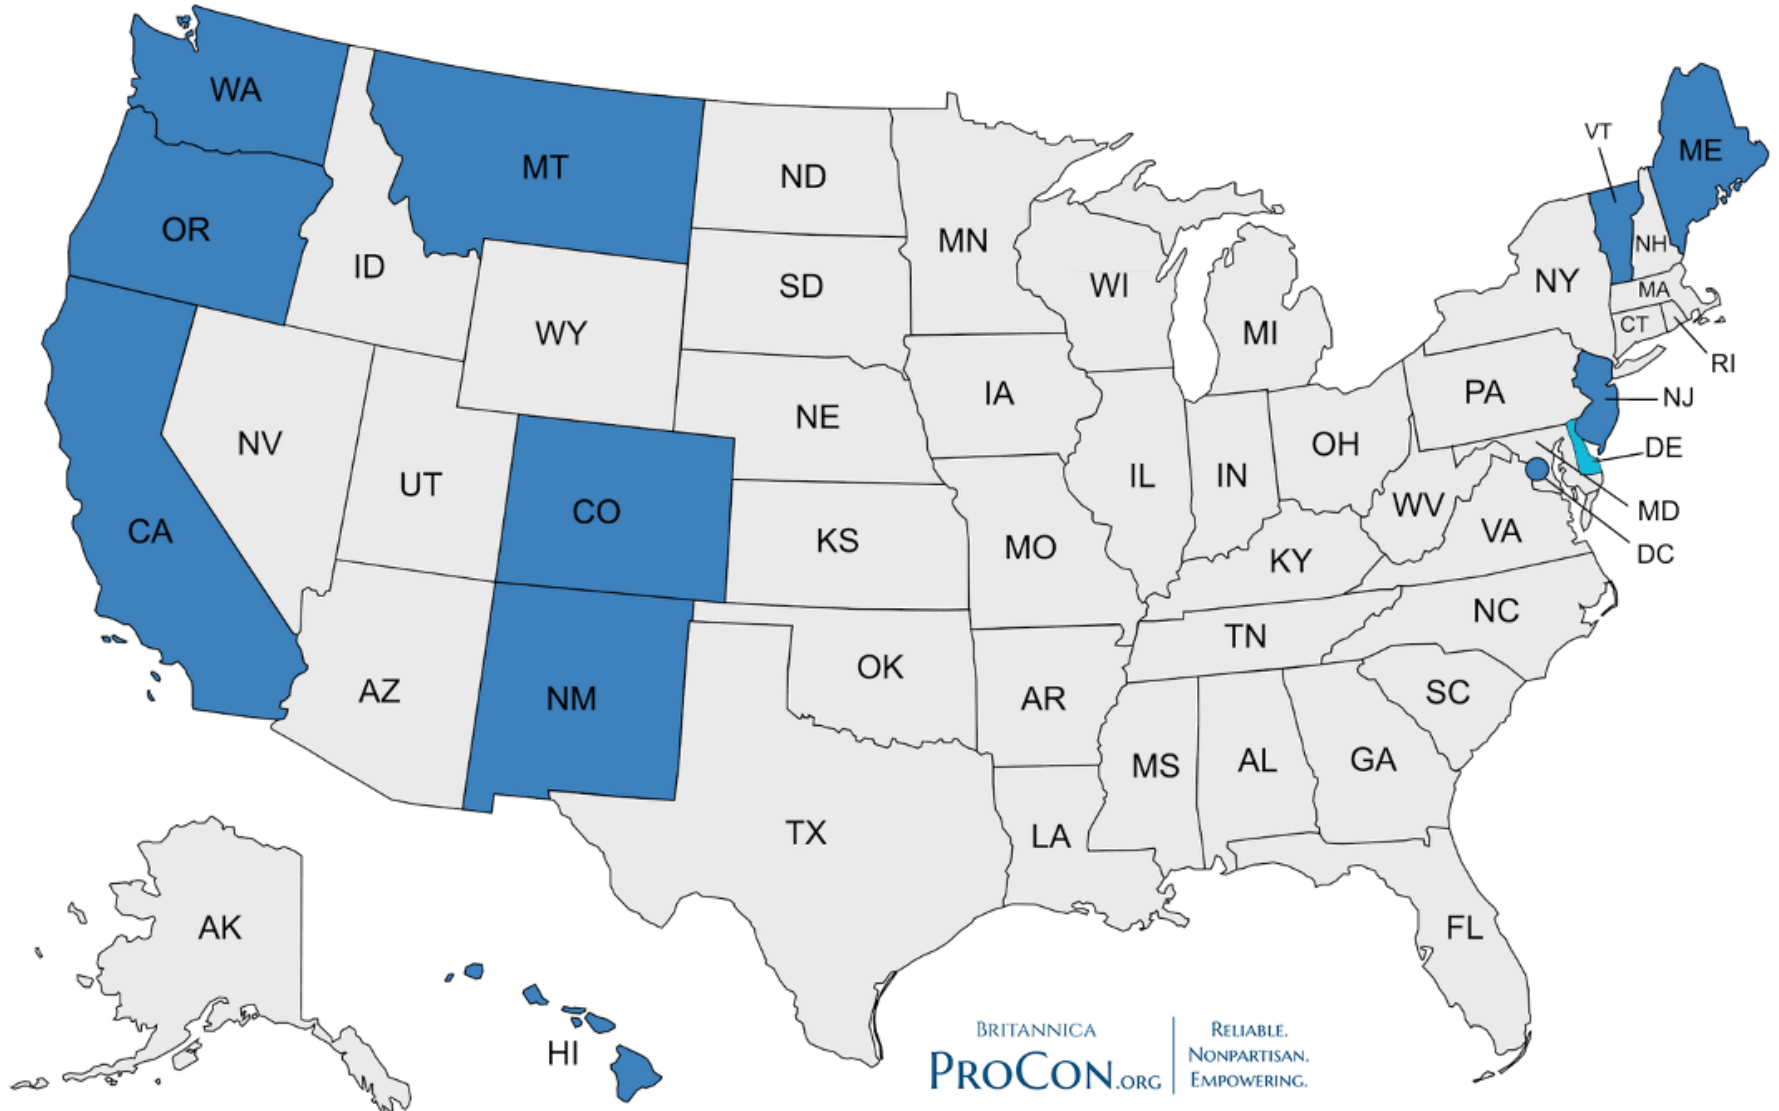 WA
MT
ND
MN
VT
ME
OR
ID
SD
WI
NH
NY
MA
WY
MI
CT
RI
IA
PA
NJ
NE
NV
OH
DE
UT
IL
IN
CO
WV
MD
CA
KS
MO
VA
DC
KY
NC
TN
AZ
NM
OK
AR
SC
MS
AL
GA
TX
LA
AK
FL
HI
BRITANNICA
PROCON.ORG
RELIABLE.
NONPARTISAN.
EMPOWERING.